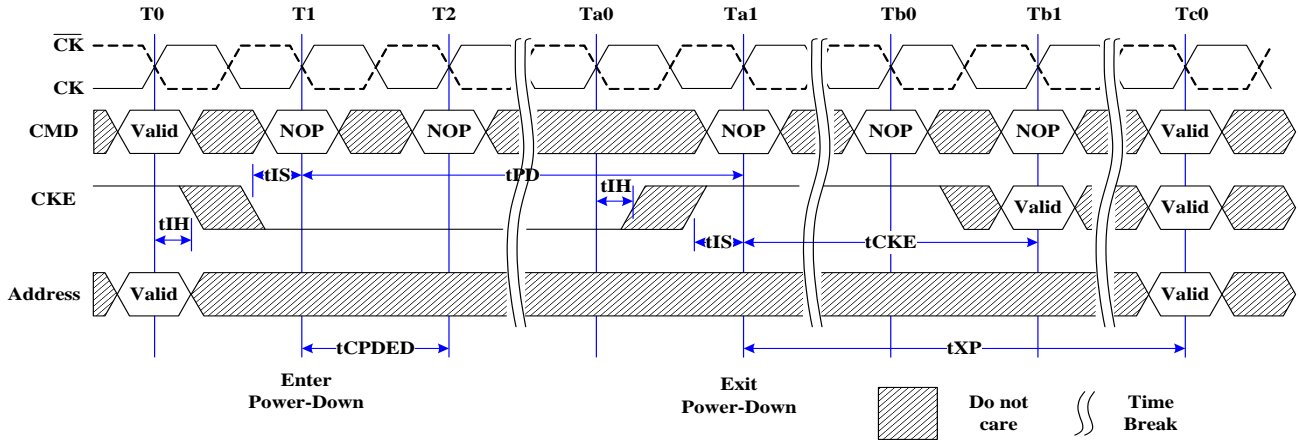 T0 T1 T2 Ta0 Ta1 Tb0 Tb1 Tc0
CK
CK
CMD Valid NOP NOP NOP NOP NOP Valid
tIS tPD
CKE tIH Valid Valid
tIH tIS tCKE
Address Valid Valid
tCPDED tXP
Enter
Power-Down
Exit
Power-Down
Do not
care
Time
Break